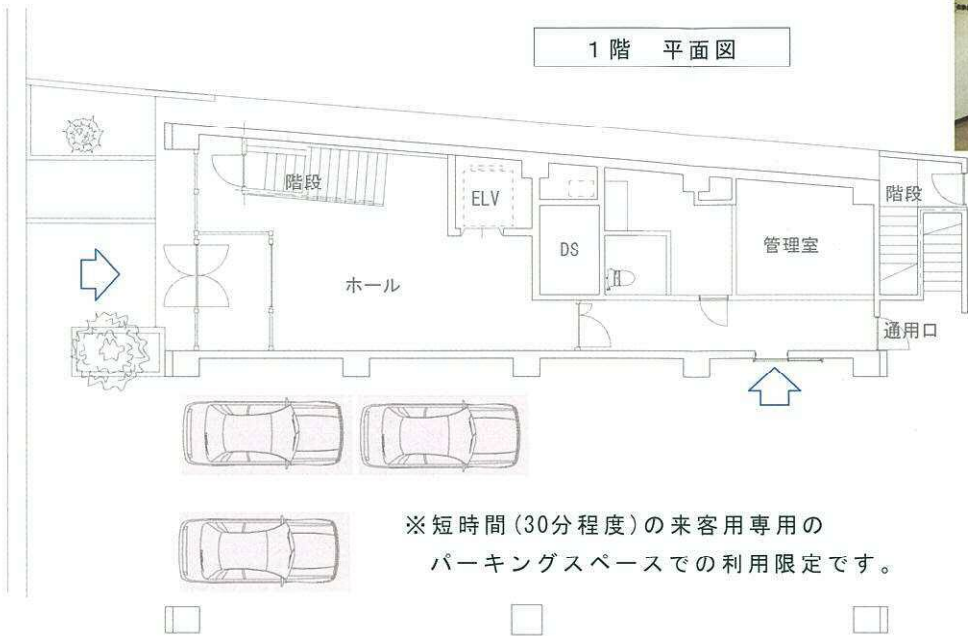 1階 平面図
階段
ELV
階段
DS
管理室
ホール
通用口
※短時間(30分程度)の来客用専用の
パーキングスペースでの利用限定です。